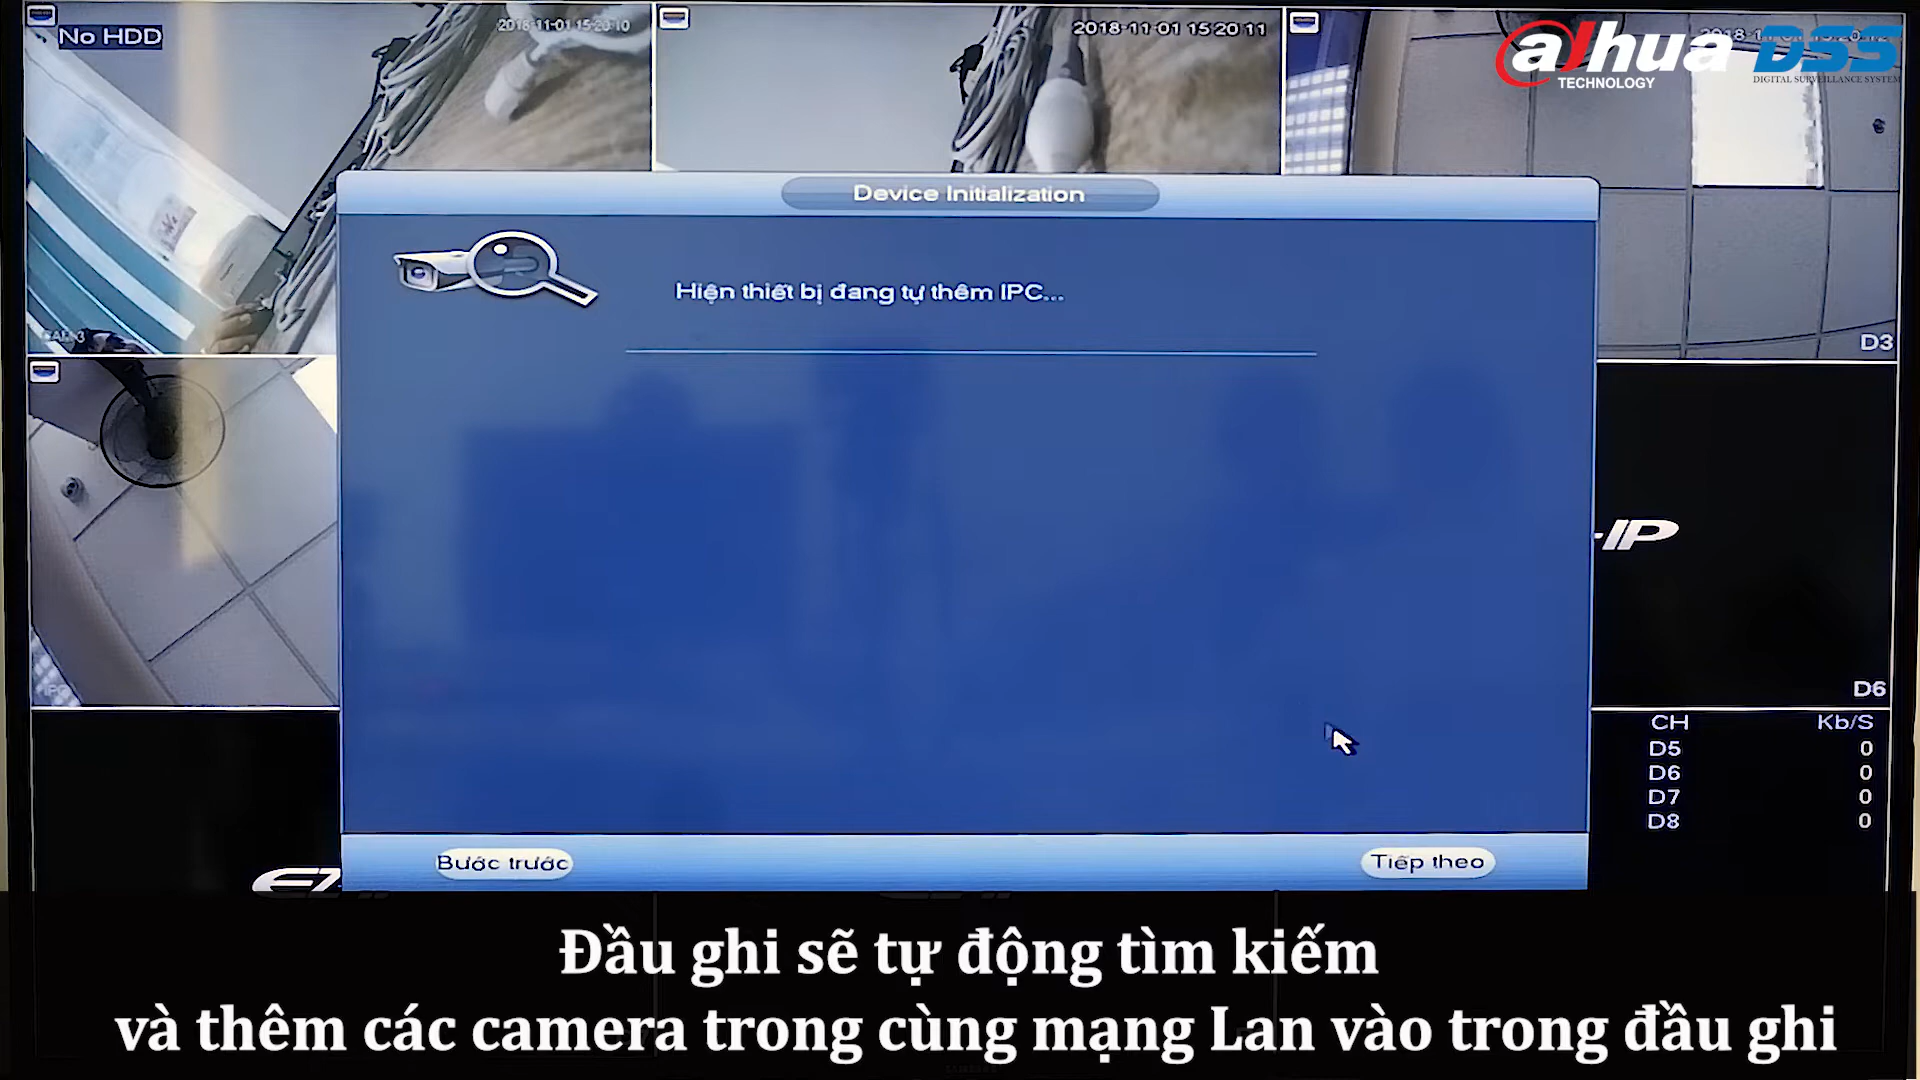 No HDD
2018-11-01 15:20:10
2018-11-01 15:20:11
alhua
TECHNOLOGY
DSS
DIGITAL SURVEILLANCE SYSTEM
Device Initialization
Hiện thiết bị đang tự thêm IPC...
D3
-IP
D6
CH Kb/S
D5 0
D6 0
D7 0
D8 0
Bước trước
Tiếp theo
Đầu ghi sẽ tự động tìm kiếm
và thêm các camera trong cùng mạng Lan vào trong đầu ghi